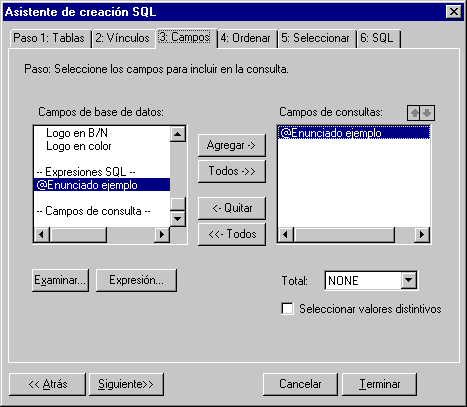 Asistente de creación SQL
Paso 1: Tablas 2: Vínculos 3: Campos 4: Ordenar 5: Seleccionar 6: SQL
Paso: Seleccione los campos para incluir en la consulta.
Campos de base de datos:
Logo en B/N
Logo en color
-- Expresiones SQL --
@Enunciado ejemplo
-- Campos de consulta --
Agregar ->
Todos ->>
<- Quitar
<<- Todos
Campos de consultas:
@Enunciado ejemplo
Examinar... Expresión...
Total: NONE
Seleccionar valores distintivos
<< Atrás Siguiente>> Cancelar Terminar